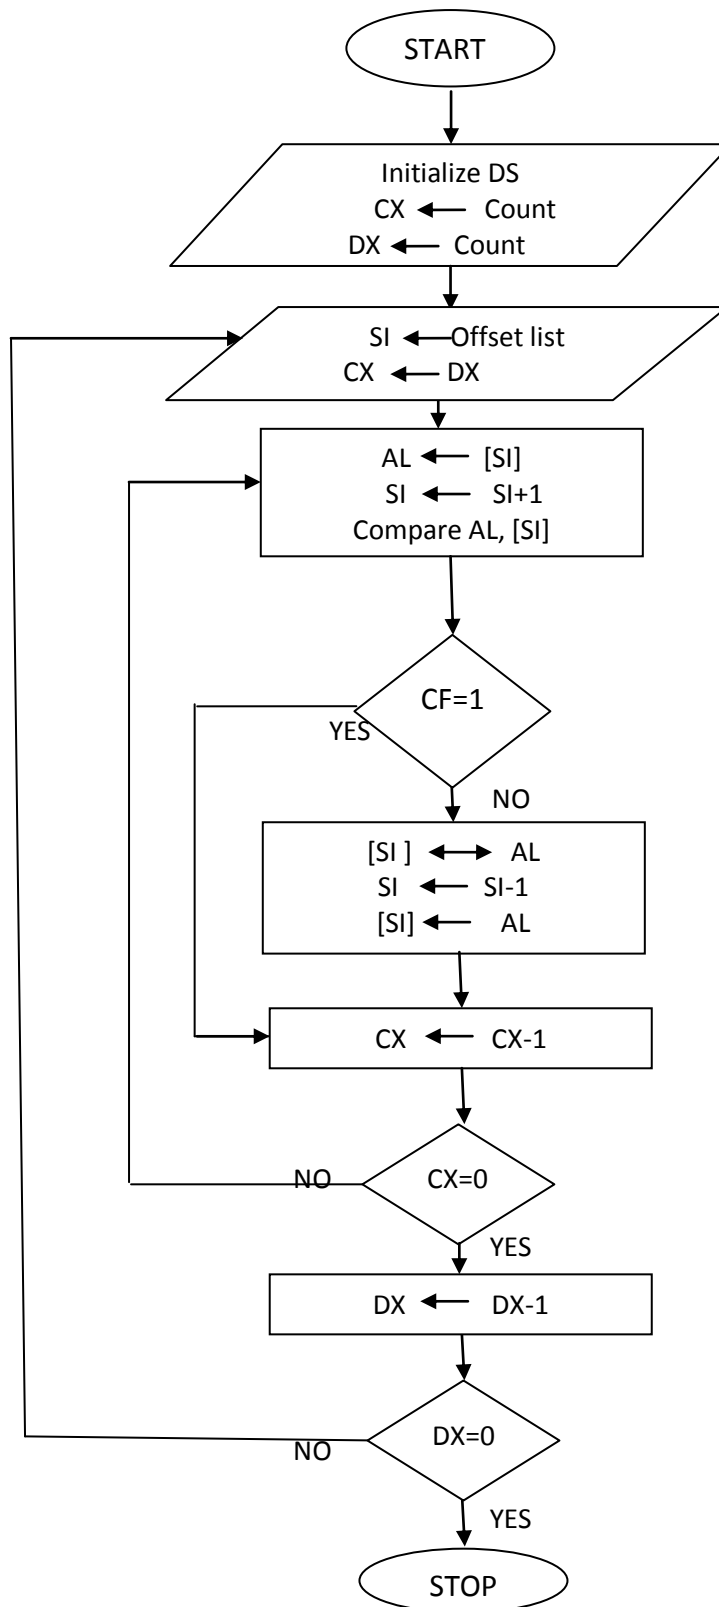 START
Initialize DS
CX ← Count
DX ← Count
SI ← Offset list
CX ← DX
AL ← [SI]
SI ← SI+1
Compare AL, [SI]
CF=1
YES
NO
[SI ] ↔ AL
SI ← SI-1
[SI] ← AL
CX ← CX-1
CX=0
NO
YES
DX ← DX-1
DX=0
NO
YES
STOP